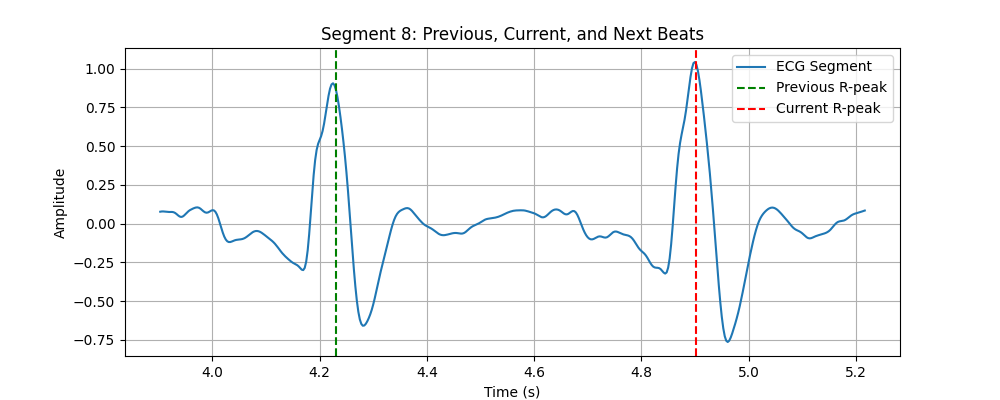 Segment 8: Previous, Current, and Next Beats
ECG Segment
Previous R-peak
Current R-peak
Amplitude
1.00
0.75
0.50
0.25
0.00
−0.25
−0.50
−0.75
4.0 4.2 4.4 4.6 4.8 5.0 5.2
Time (s)